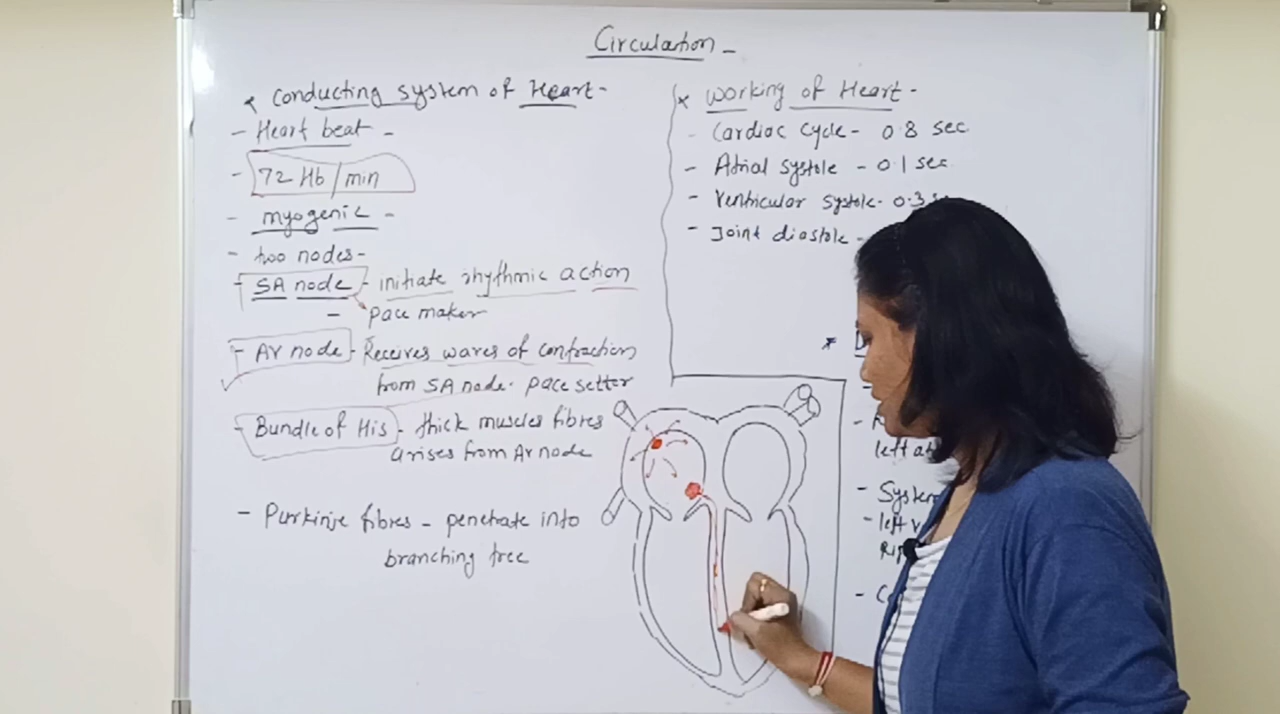 Circulation -
* Conducting system of Heart -
- Heart beat -
- 72 Hb/min
- myogenic -
- two nodes -
- SA node - initiate rhythmic action
- pace maker
- AV node - Receives waves of contraction
from SA node. pace setter
- Bundle of His - thick muscles fibres
arises from AV node
- Purkinje fibres - penetrate into
branching tree
* Working of Heart -
- Cardiac cycle - 0.8 sec
- Atrial systole - 0.1 sec
- Ventricular systole - 0.3
- Joint diastole -
*
-
left
- System
- left
-